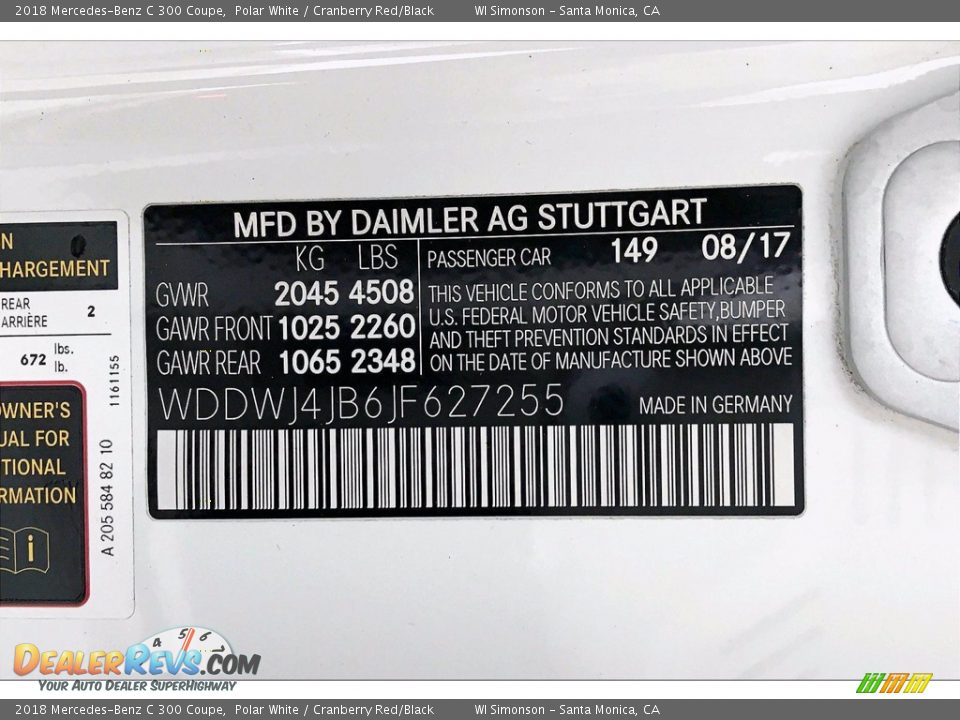 2018 Mercedes-Benz C 300 Coupe,  Polar White / Cranberry Red/Black  WI Simonson - Santa Monica, CA
MFD BY DAIMLER AG STUTTGART
KG LBS
GVWR 2045 4508
GAWR FRONT 1025 2260
GAWR REAR 1065 2348
PASSENGER CAR 149 08/17
THIS VEHICLE CONFORMS TO ALL APPLICABLE
U.S. FEDERAL MOTOR VEHICLE SAFETY,BUMPER
AND THEFT PREVENTION STANDARDS IN EFFECT
ON THE DATE OF MANUFACTURE SHOWN ABOVE
WDDWJ4JB6JF627255 MADE IN GERMANY
N
HARGEMENT
REAR
ARRIÈRE 2
672 lbs.
lb.
1161155
OWNER'S
UAL FOR
TIONAL
RMATION
i
A 205 584 82 10
4 5 6
DEALERREVS.COM
YOUR AUTO DEALER SUPERHIGHWAY
2018 Mercedes-Benz C 300 Coupe,  Polar White / Cranberry Red/Black  WI Simonson - Santa Monica, CA